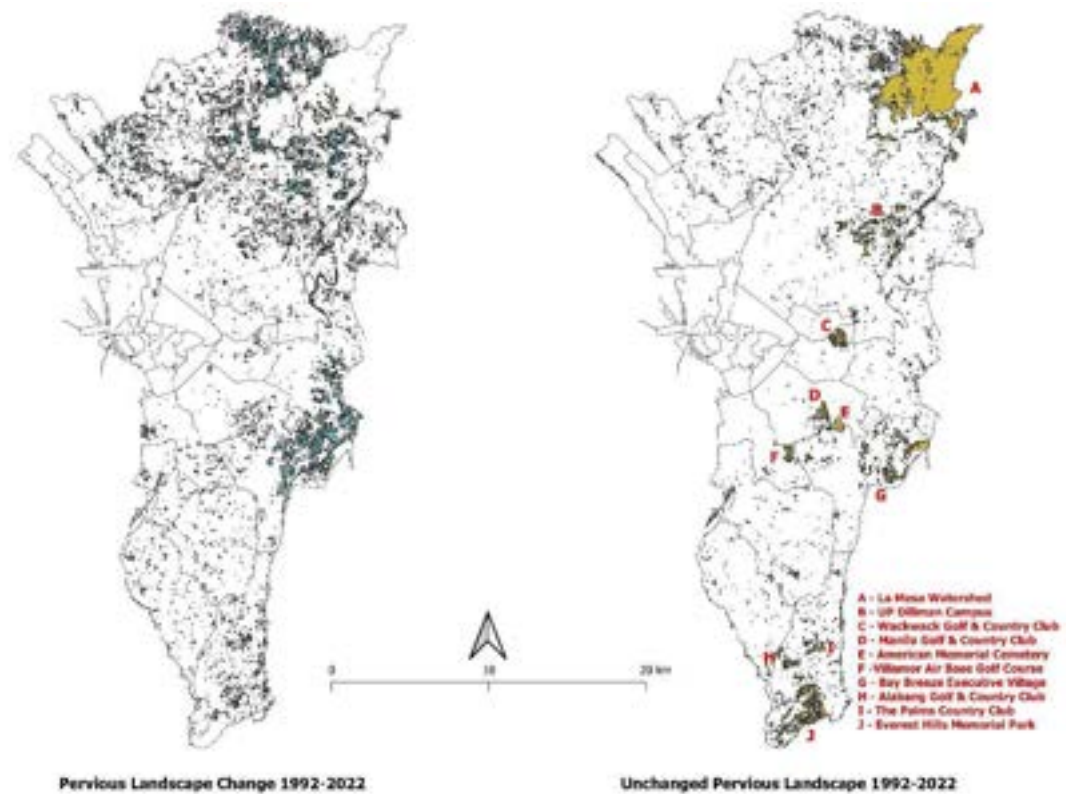 A
B
C
D
E
F
G
H
I
J
0
10
20 km
A - La Mesa Watershed
B - UP Diliman Campus
C - Wackwack Golf & Country Club
D - Manila Golf & Country Club
E - American Memorial Cemetery
F -Villamor Air Base Golf Course
G - Bay Breeze Executive Village
H - Alabang Golf & Country Club
I - The Palms Country Club
J - Everest Hills Memorial Park
Pervious Landscape Change 1992-2022
Unchanged Pervious Landscape 1992-2022